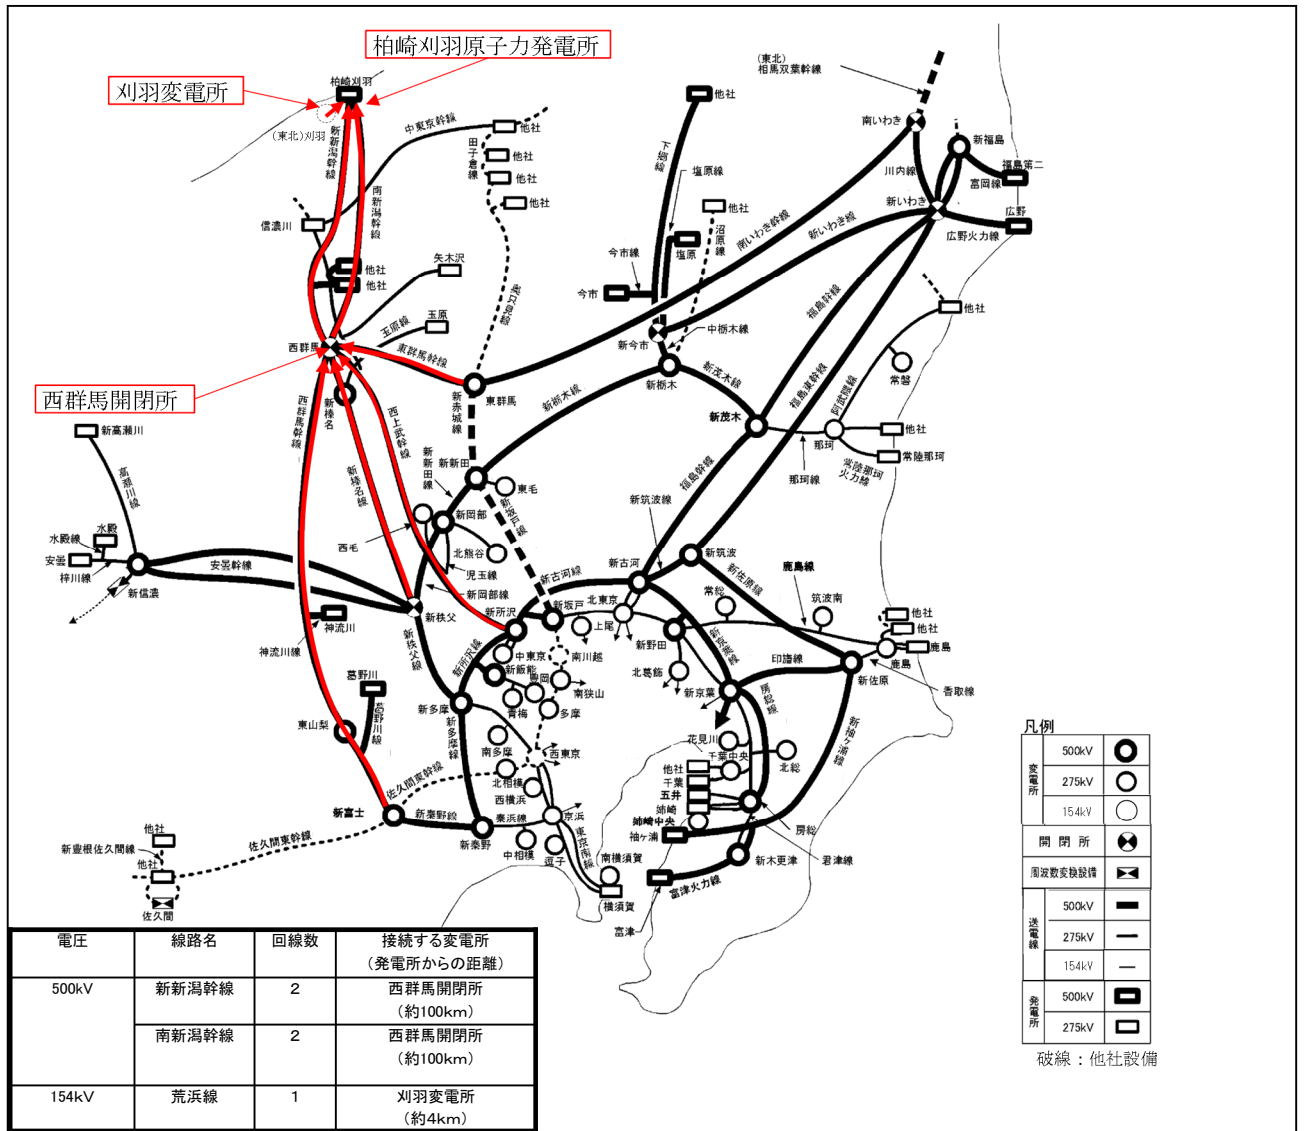 柏崎刈羽原子力発電所
刈羽変電所
柏崎刈羽
(東北)刈羽
新新潟幹線
南新潟幹線
中東京幹線
他社
他社
他社
他社
田子倉線
信濃川
他社
他社
矢木沢
玉原
玉原線
西群馬
西群馬開閉所
東群馬幹線
東群馬
新榛名
新赤城線
西群馬幹線
西上武幹線
新榛名線
他社
下郷線
塩原線
塩原
他社
沼原線
今市線
今市
新今市
中栃木線
新栃木
新栃木線
新茂木線
新茂木
(東北)
相馬双葉幹線
南いわき
新福島
福島第二
富岡線
川内線
新いわき
広野
広野火力線
南いわき幹線
新いわき線
福島幹線
福島東幹線
他社
常磐
阿武隈線
他社
那珂
常陸那珂
常陸那珂
火力線
那珂線
新高瀬川
高瀬川線
水殿
水殿線
安曇
梓川線
新信濃
安曇幹線
新新田
新新田線
東毛
新坂戸線
新岡部
西毛
北熊谷
児玉線
新岡部線
新秩父
新秩父線
神流川
神流川線
福島幹線
新筑波線
新古河
新筑波
新古河線
新佐原線
鹿島線
新所沢
新坂戸
北東京
上尾
常総
筑波南
他社
他社
鹿島
鹿島
香取線
新佐原
新野田
新京葉線
印旛線
北葛飾
新京葉
房総線
新袖ヶ浦線
新所沢線
中東京
南川越
新飯能
豊岡
南狭山
青梅
多摩
新多摩
新多摩線
南多摩
西東京
葛野川
葛野川線
東山梨
佐久間東幹線
北相模
西横浜
京浜
新富士
新秦野線
新秦野
秦浜線
中相模
逗子
東京南線
南横須賀
横須賀
花見川
千葉中央
北総
他社
千葉
五井
姉崎
姉崎中央
袖ヶ浦
房総
新木更津
君津線
富津火力線
富津
他社
新豊根佐久間線
他社
佐久間
佐久間東幹線
凡例
変電所
500kV
275kV
154kV
開 閉 所
周波数変換設備
送電線
500kV
275kV
154kV
発電所
500kV
275kV
破線：他社設備
電圧 線路名 回線数 接続する変電所
（発電所からの距離）
500kV 新新潟幹線 2 西群馬開閉所
（約100km）
南新潟幹線 2 西群馬開閉所
（約100km）
154kV 荒浜線 1 刈羽変電所
（約4km）